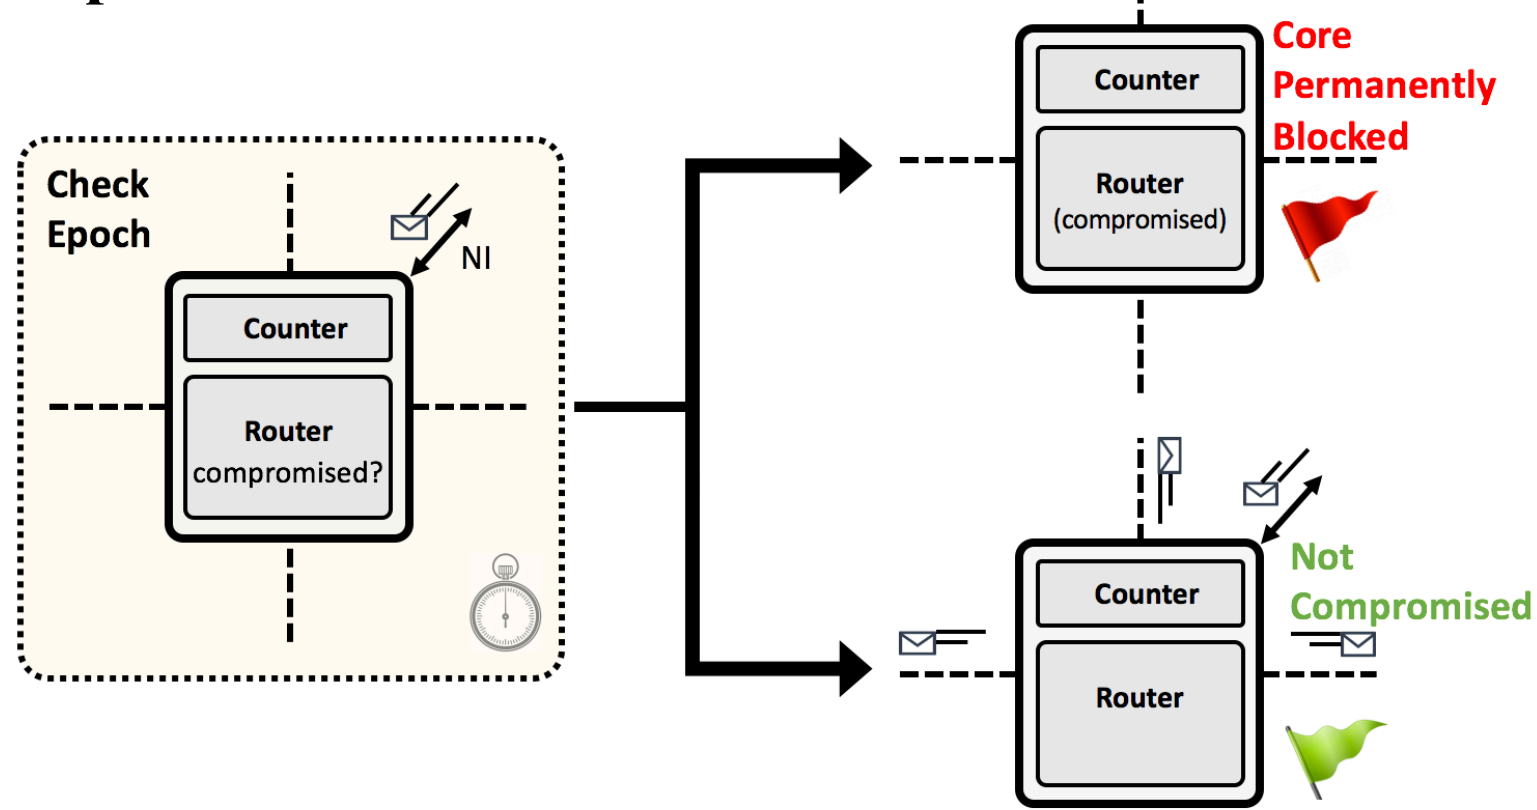 Check
Epoch
NI
Counter
Router
compromised?
Counter
Router
(compromised)
Core
Permanently
Blocked
Counter
Router
Not
Compromised